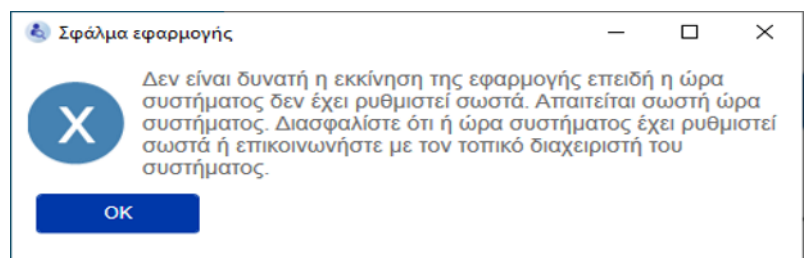 Σφάλμα εφαρμογής
Δεν είναι δυνατή η εκκίνηση της εφαρμογής επειδή η ώρα
συστήματος δεν έχει ρυθμιστεί σωστά. Απαιτείται σωστή ώρα
συστήματος. Διασφαλίστε ότι ή ώρα συστήματος έχει ρυθμιστεί
σωστά ή επικοινωνήστε με τον τοπικό διαχειριστή του
συστήματος.
X
OK